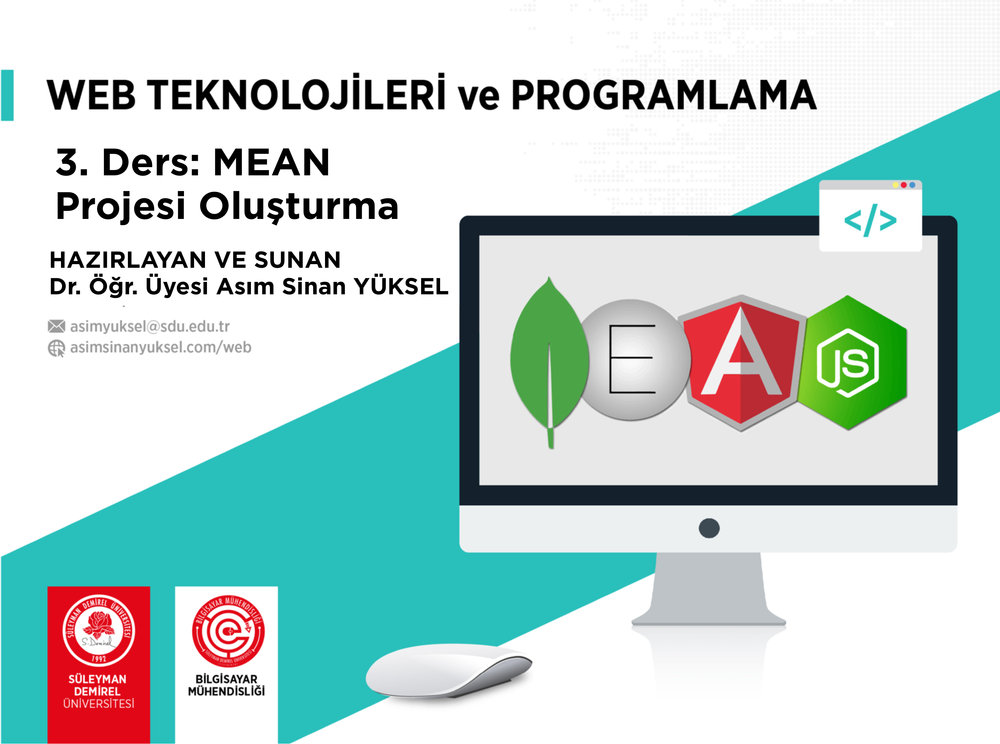 WEB TEKNOLOJİLERİ ve PROGRAMLAMA
3. Ders: MEAN
Projesi Oluşturma
HAZIRLAYAN VE SUNAN
Dr. Öğr. Üyesi Asım Sinan YÜKSEL
asimyuksel@sdu.edu.tr
asimsinanyuksel.com/web
</>
E A JS
SÜLEYMAN DEMİREL ÜNİVERSİTESİ
S. Demirel
1992
SÜLEYMAN
DEMİREL
ÜNİVERSİTESİ
BİLGİSAYAR MÜHENDİSLİĞİ
SÜLEYMAN DEMİREL ÜNİVERSİTESİ
BİLGİSAYAR
MÜHENDİSLİĞİ